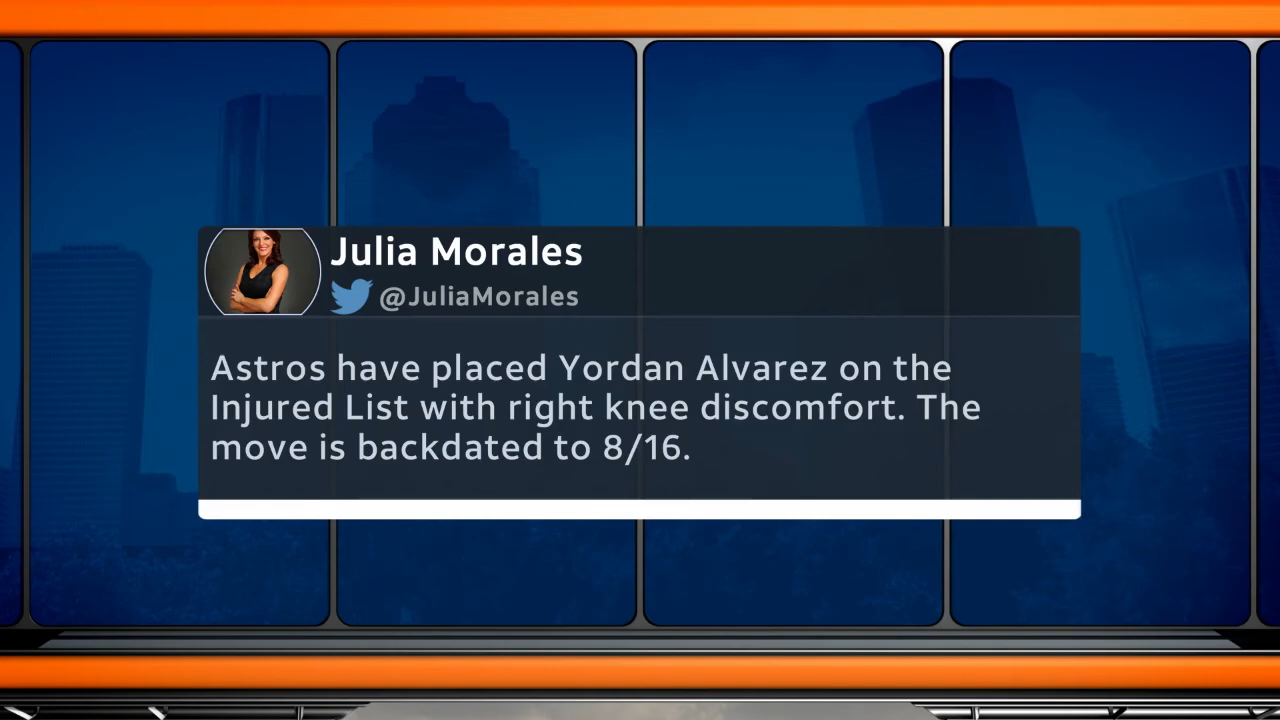 Julia Morales
@JuliaMorales
Astros have placed Yordan Alvarez on the
Injured List with right knee discomfort. The
move is backdated to 8/16.